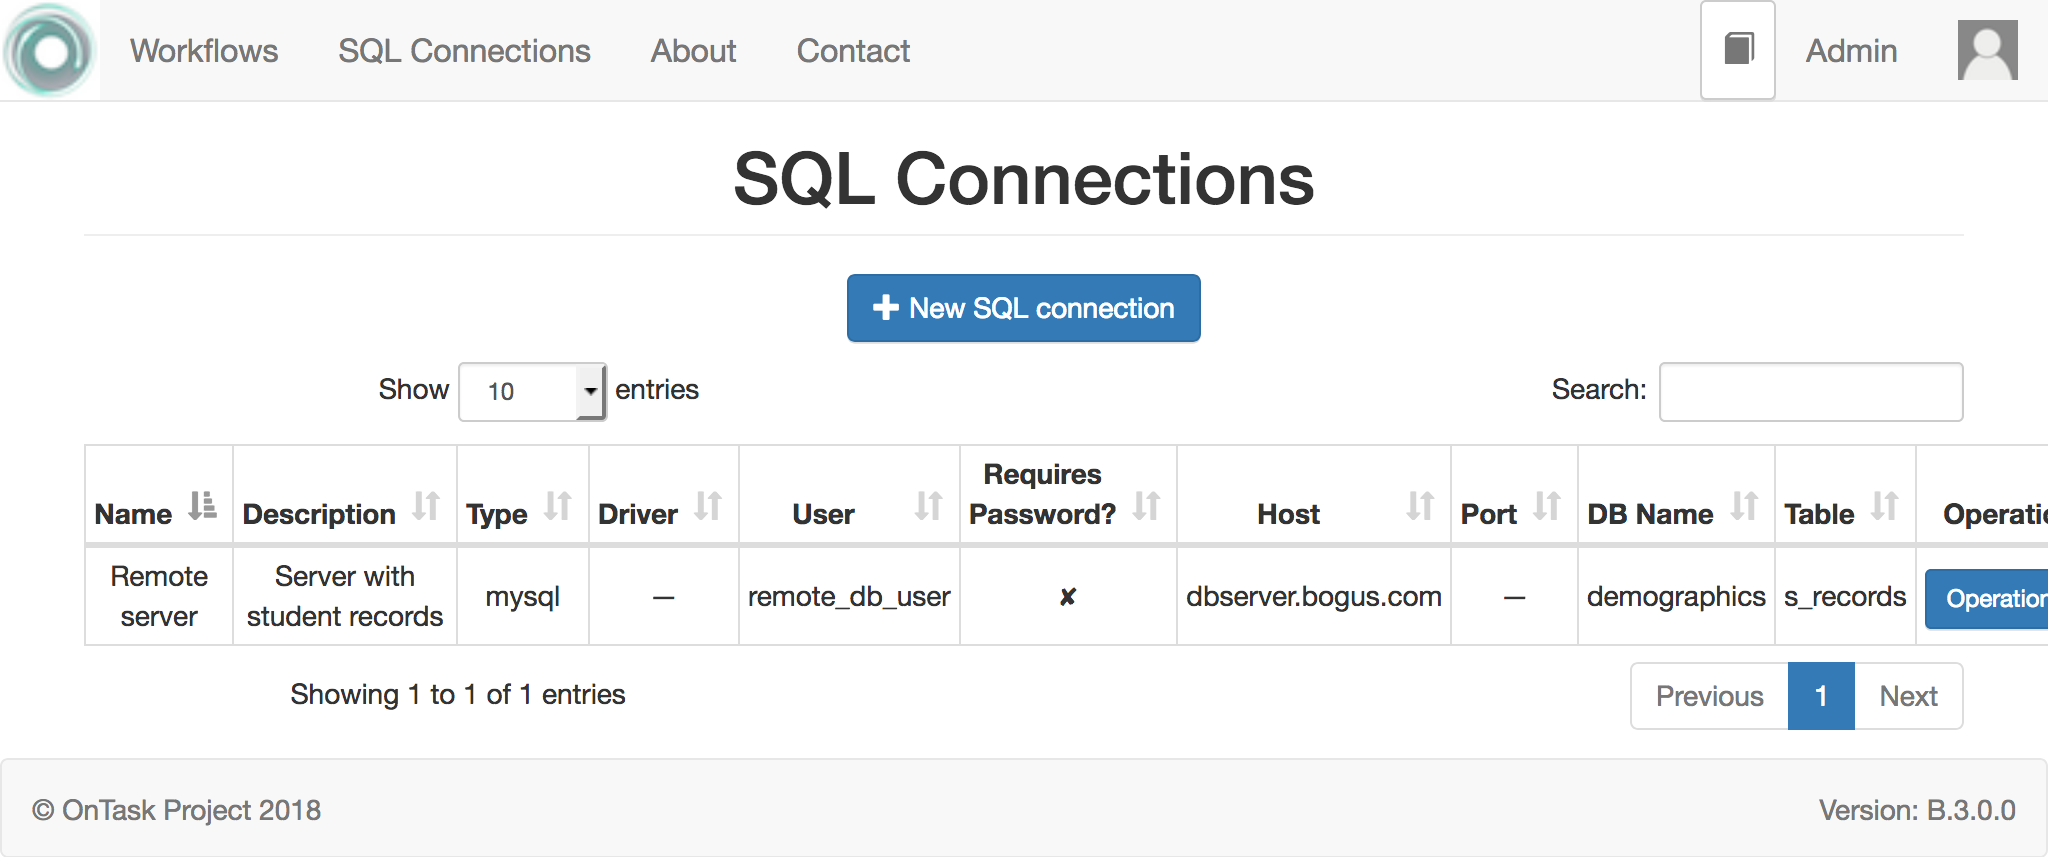 Workflows SQL Connections About Contact Admin
SQL Connections
New SQL connection
Show 10 entries Search:
Name Description Type Driver User Requires Password? Host Port DB Name Table Operatio
Remote server Server with student records mysql — remote_db_user ✘ dbserver.bogus.com — demographics s_records Operation
Showing 1 to 1 of 1 entries Previous 1 Next
© OnTask Project 2018 Version: B.3.0.0